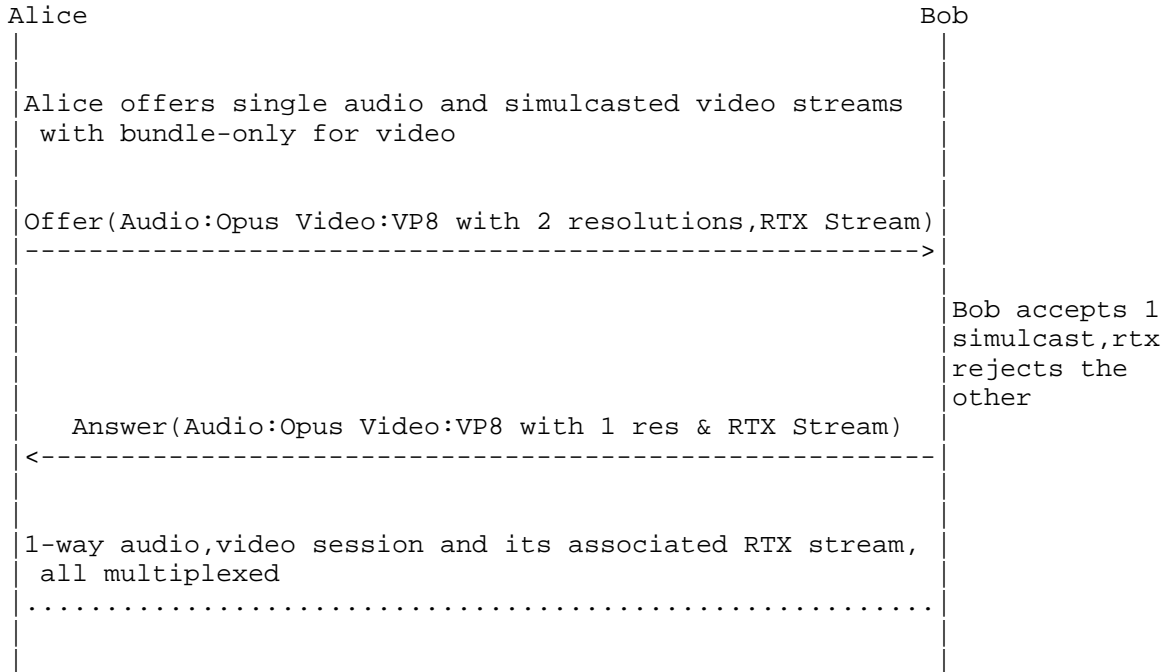 Alice Bob
Alice offers single audio and simulcasted video streams
with bundle-only for video
Offer(Audio:Opus Video:VP8 with 2 resolutions,RTX Stream)
Bob accepts 1
simulcast,rtx
rejects the
other
Answer(Audio:Opus Video:VP8 with 1 res & RTX Stream)
1-way audio,video session and its associated RTX stream,
all multiplexed